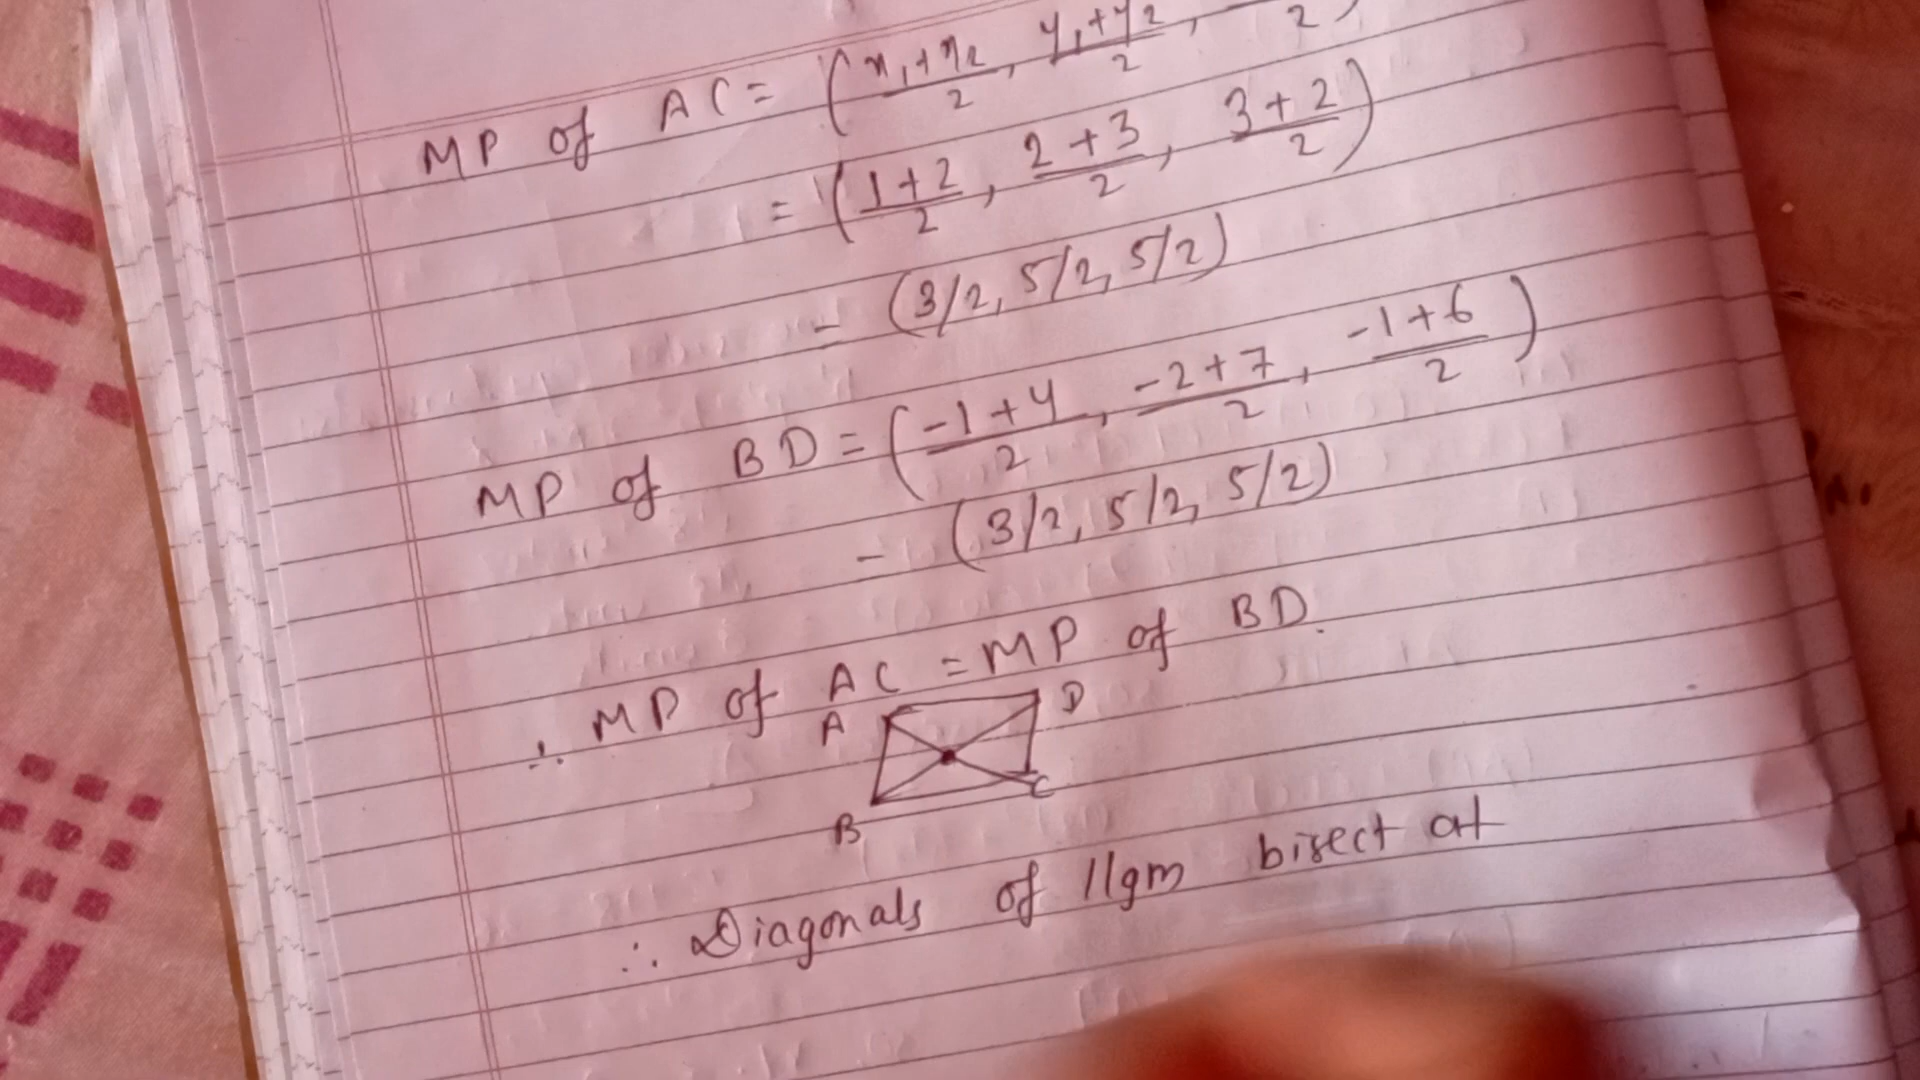 MP of AC = (x₁+x₂/2, y₁+y₂/2, 2)
= (1+2/2, 2+3/2, 3+2/2)
- (3/2, 5/2, 5/2)
MP of BD = (-1+4/2, -2+7/2, -1+6/2)
- (3/2, 5/2, 5/2)
∴ MP of AC = MP of BD.
A D
B C
∴ Diagonals of llgm bisect at